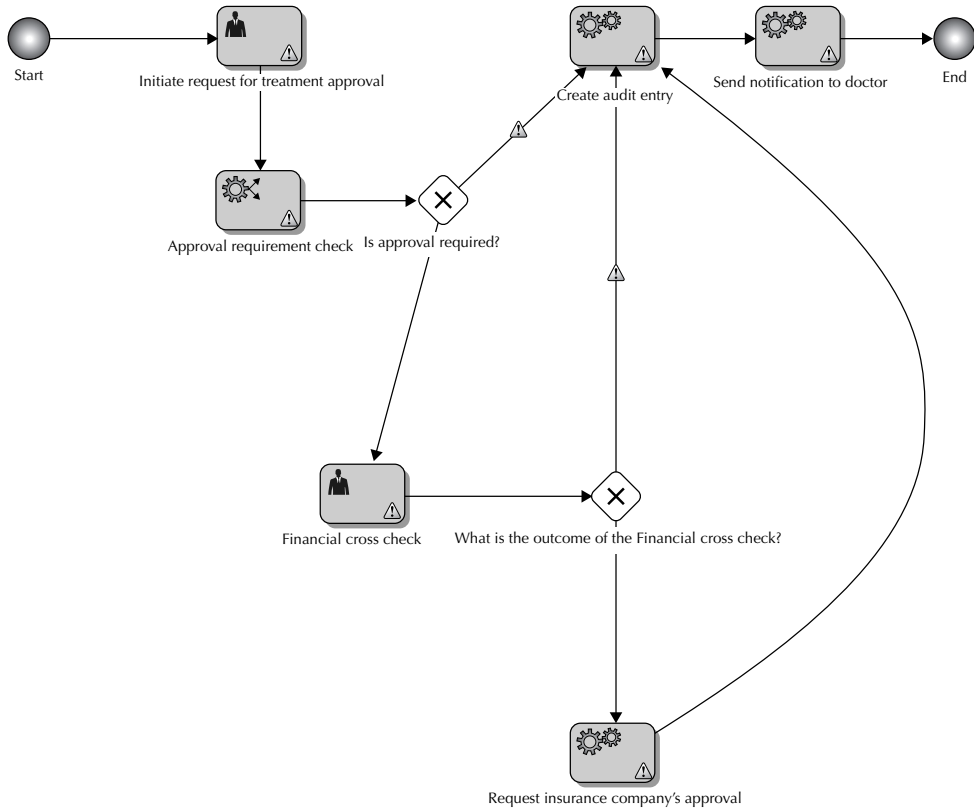 Start
Initiate request for treatment approval
Create audit entry
Send notification to doctor
End
Approval requirement check
Is approval required?
Financial cross check
What is the outcome of the Financial cross check?
Request insurance company's approval